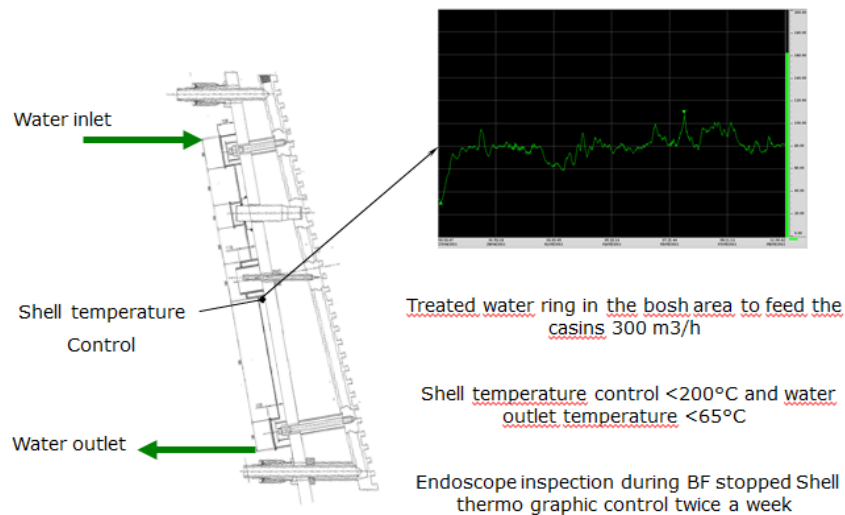 Water inlet
Shell temperature
Control
Water outlet
Treated water ring in the bosh area to feed the
casins 300 m3/h
Shell temperature control <200°C and water
outlet temperature <65°C
Endoscope inspection during BF stopped Shell
thermo graphic control twice a week